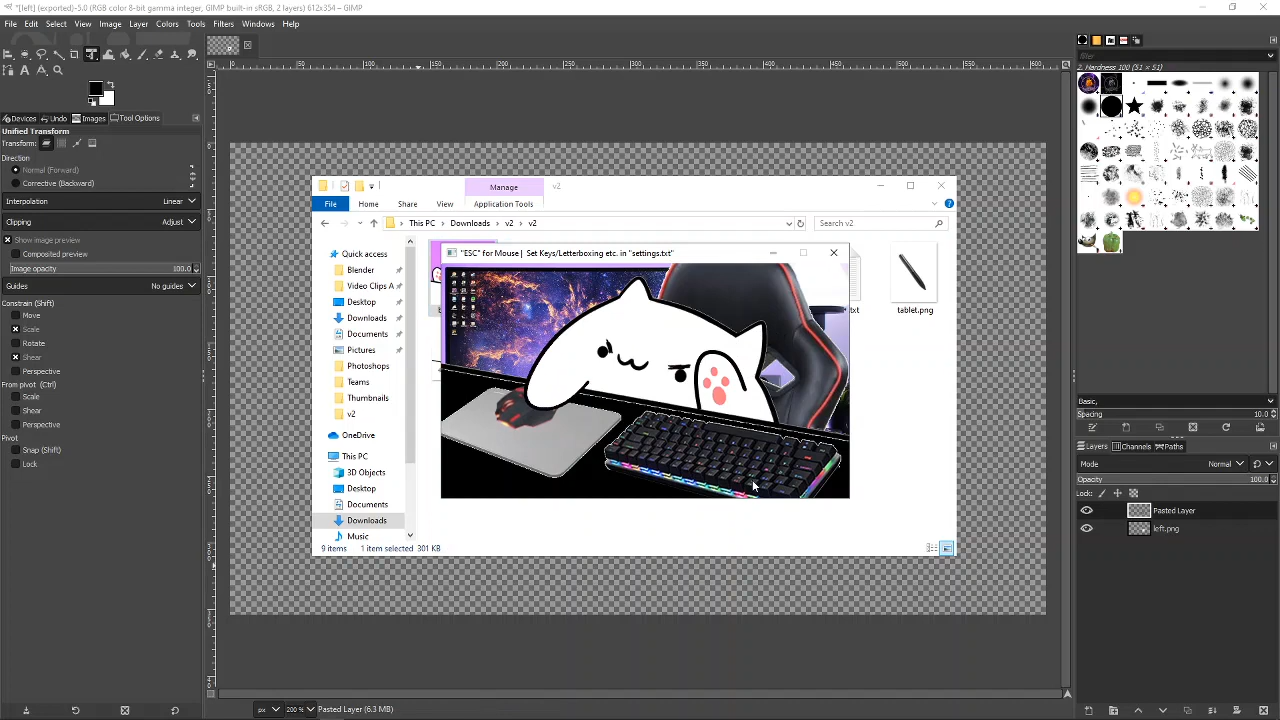 *[left] (exported)-5.0 (RGB color 8-bit gamma integer, GIMP built-in sRGB, 2 layers) 612x354 – GIMP
File Edit Select View Image Layer Colors Tools Filters Windows Help
Devices Undo Images Tool Options
Unified Transform
Transform:
Direction
Normal (Forward)
Corrective (Backward)
Interpolation Linear
Clipping Adjust
Show image preview
Composited preview
Image opacity 100.0
Guides No guides
Constrain (Shift)
Move
Scale
Rotate
Shear
Perspective
From pivot (Ctrl)
Scale
Shear
Perspective
Pivot
Snap (Shift)
Lock
Manage v2
File Home Share View Application Tools
This PC Downloads v2 v2 Search v2
Quick access
Blender
Video Clips A
Desktop
Downloads
Documents
Pictures
Photoshops
Teams
Thumbnails
v2
OneDrive
This PC
3D Objects
Desktop
Documents
Downloads
Music
9 items 1 item selected 301 KB
"ESC" for Mouse | Set Keys/Letterboxing etc. in "settings.txt"
.txt
tablet.png
filter
2. Hardness 100 (51 × 51)
Basic,
Spacing 10.0
Layers Channels Paths
Mode Normal
Opacity 100.0
Lock:
Pasted Layer
left.png
px 200 % Pasted Layer (6.3 MB)